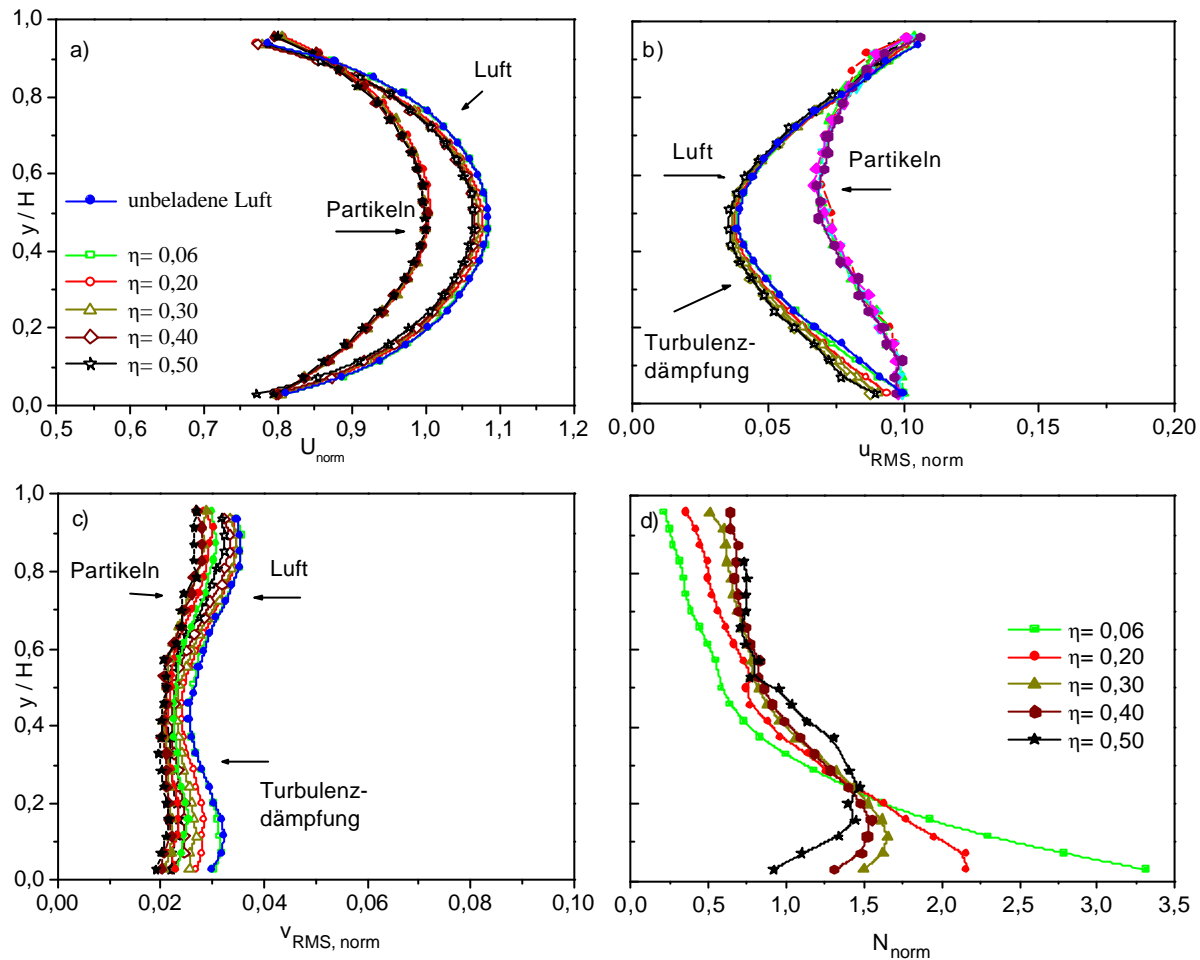 a)
Luft
Partikeln
unbeladene Luft
η= 0,06
η= 0,20
η= 0,30
η= 0,40
η= 0,50
y / H
1,0
0,8
0,6
0,4
0,2
0,0
0,5 0,6 0,7 0,8 0,9 1,0 1,1 1,2
U norm
b)
Luft
Partikeln
Turbulenz-
dämpfung
0,00 0,05 0,10 0,15 0,20
u RMS, norm
c)
Partikeln
Luft
Turbulenz-
dämpfung
y / H
1,0
0,8
0,6
0,4
0,2
0,0
0,00 0,02 0,04 0,06 0,08 0,10
v RMS, norm
d)
η= 0,06
η= 0,20
η= 0,30
η= 0,40
η= 0,50
0,0 0,5 1,0 1,5 2,0 2,5 3,0 3,5
N norm